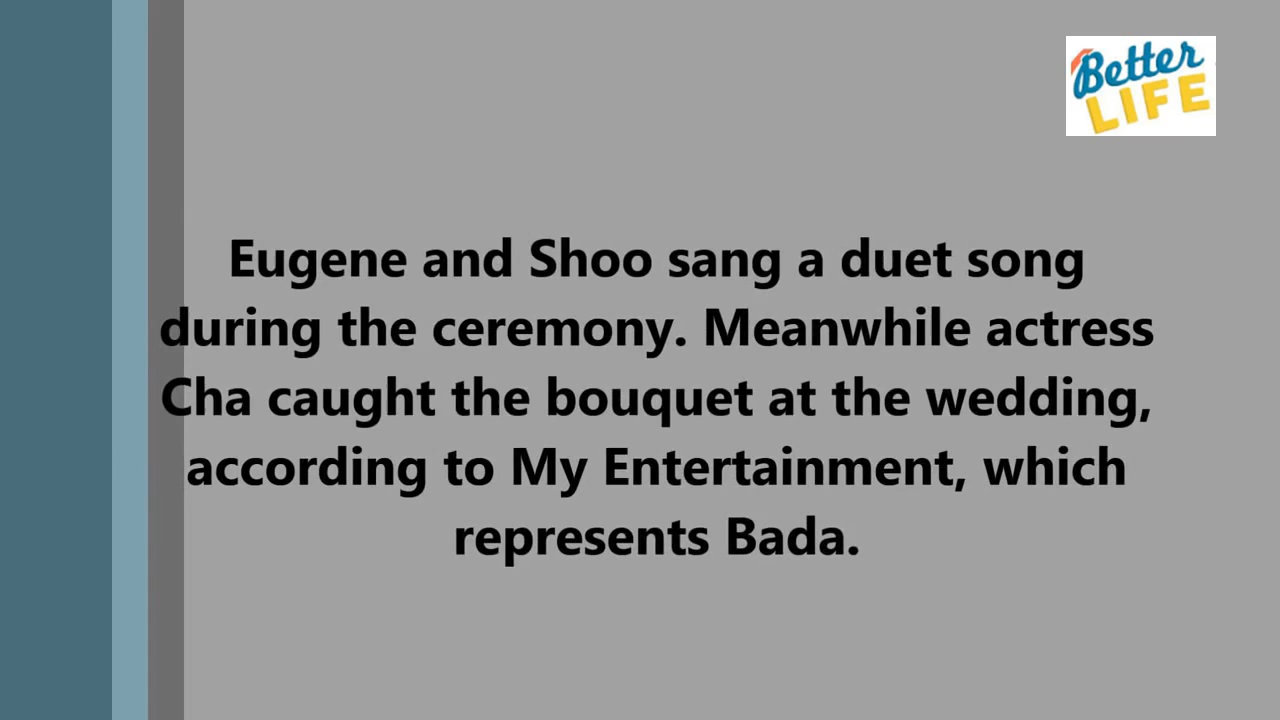 Better
LIFE
Eugene and Shoo sang a duet song
during the ceremony. Meanwhile actress
Cha caught the bouquet at the wedding,
according to My Entertainment, which
represents Bada.